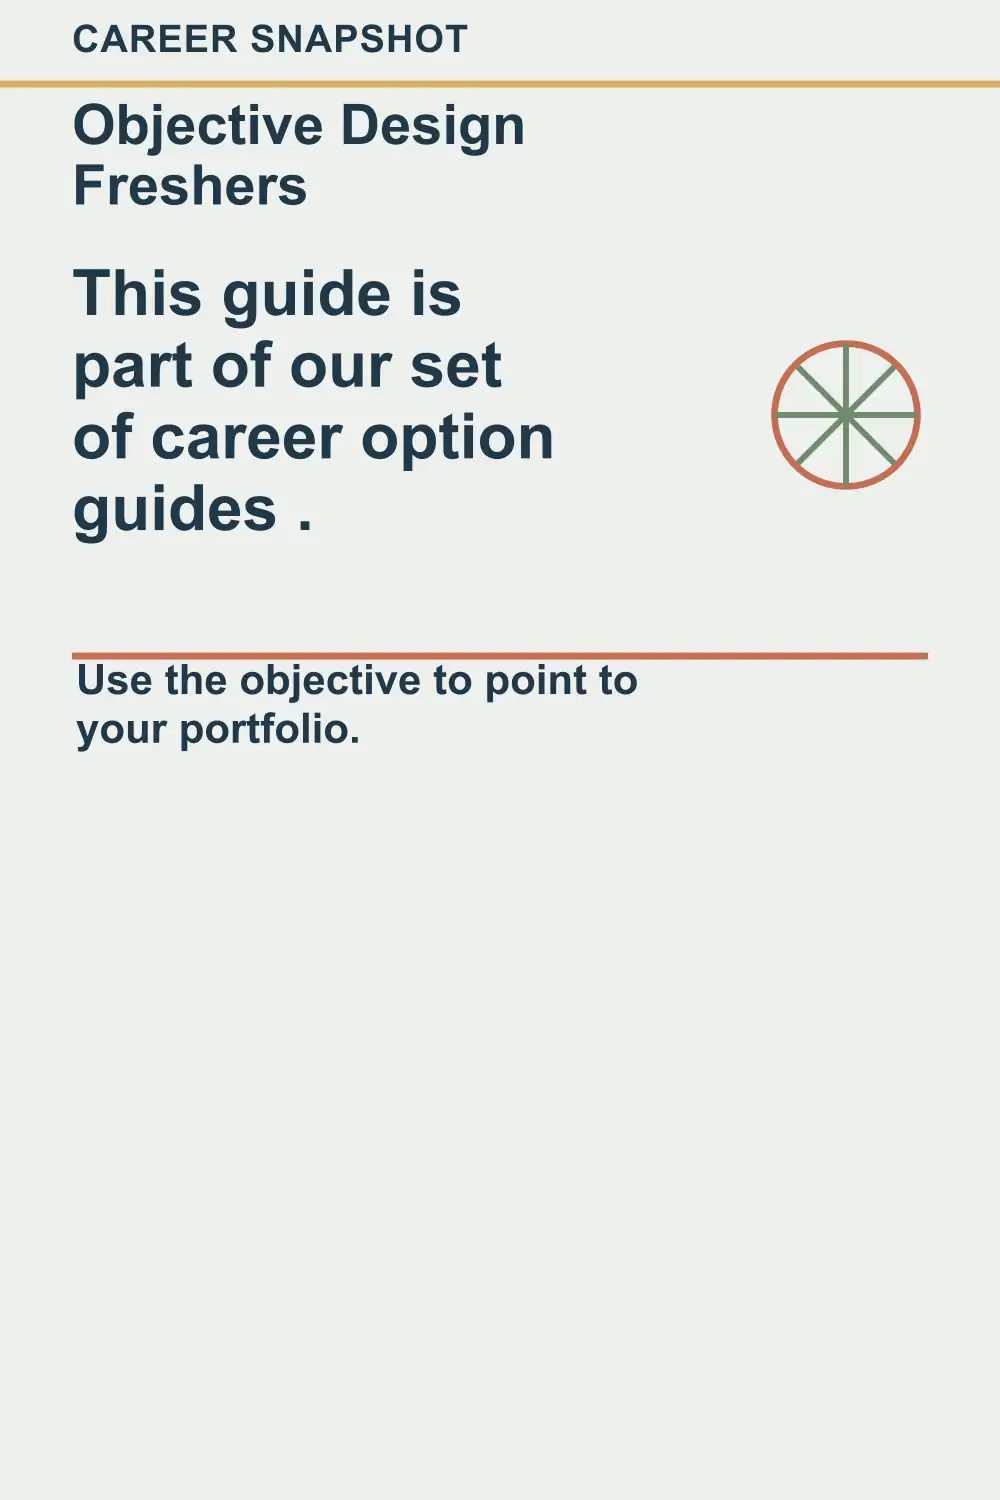 CAREER SNAPSHOT
Objective Design
Freshers
This guide is
part of our set
of career option
guides .
Use the objective to point to
your portfolio.